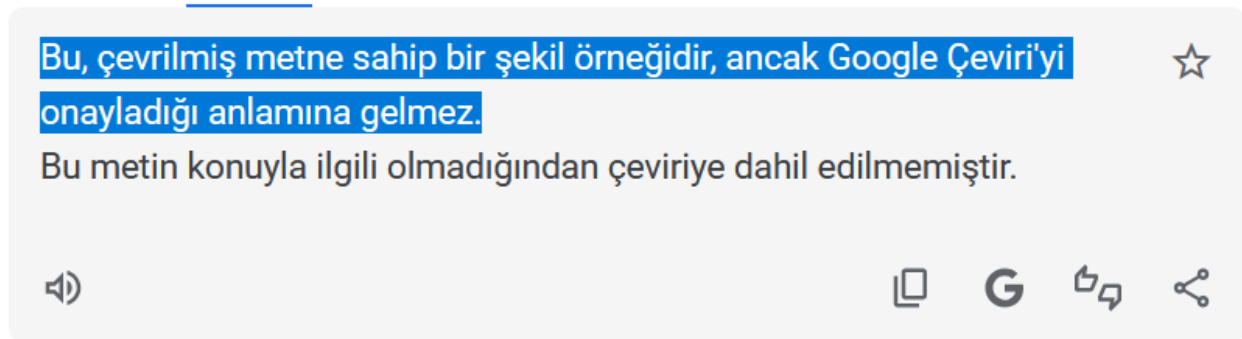 Bu, çevrilmiş metne sahip bir şekil örneğidir, ancak Google Çeviri'yi
onayladığı anlamına gelmez.
Bu metin konuyla ilgili olmadığından çeviriye dahil edilmemiştir.